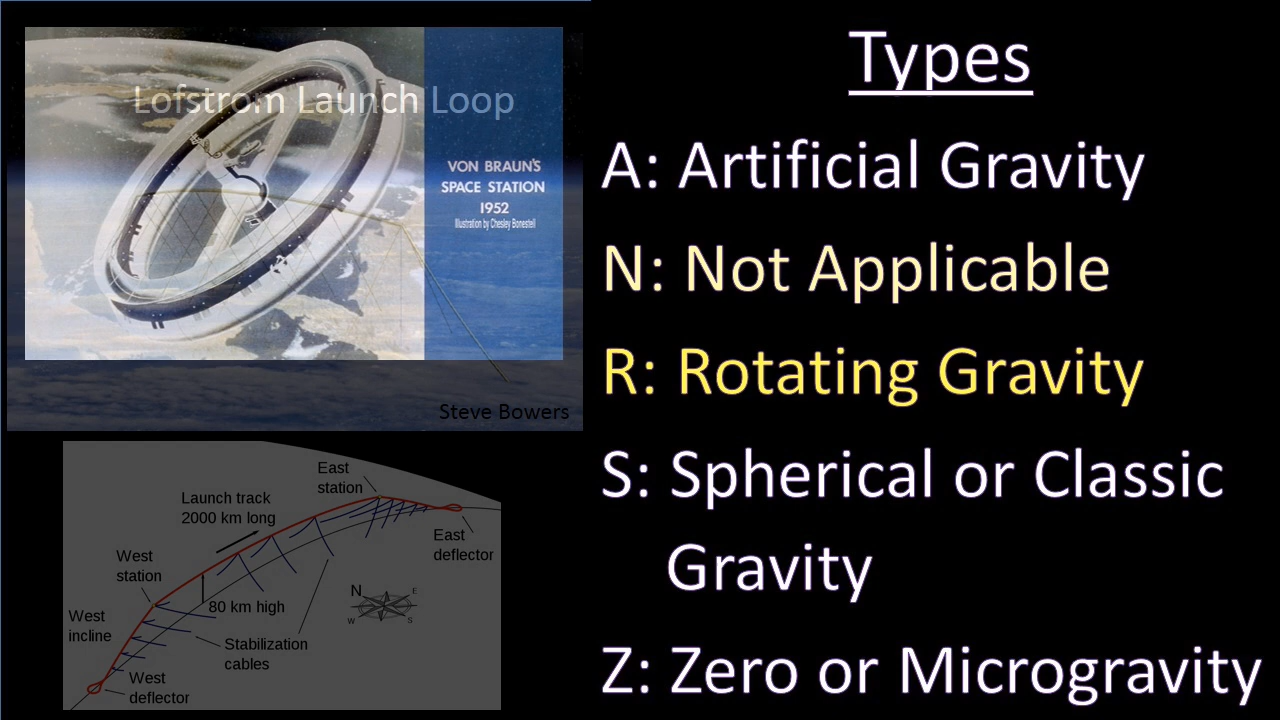 Lofstrom Launch Loop
VON BRAUN'S
SPACE STATION
1952
Illustration by Chesley Bonestell
Steve Bowers
East
station
Launch track
2000 km long
East
deflector
West
station
N
E
W
S
80 km high
West
incline
Stabilization
cables
West
deflector
Types
A: Artificial Gravity
N: Not Applicable
R: Rotating Gravity
S: Spherical or Classic
Gravity
Z: Zero or Microgravity